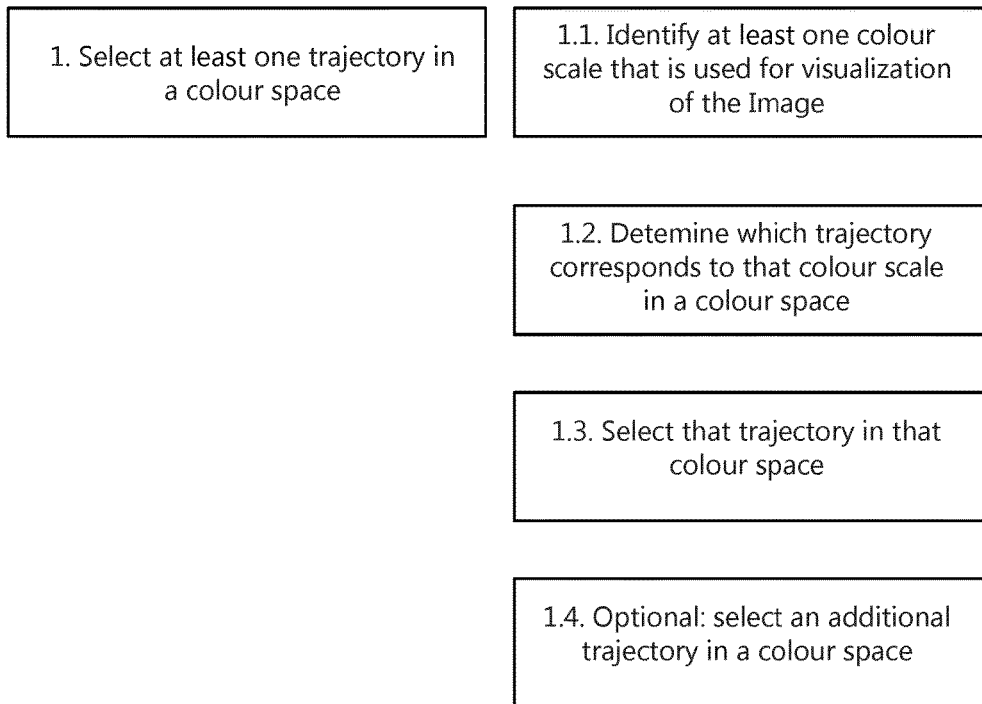 1. Select at least one trajectory in
a colour space
1.1. Identify at least one colour
scale that is used for visualization
of the Image
1.2. Detemine which trajectory
corresponds to that colour scale
in a colour space
1.3. Select that trajectory in that
colour space
1.4. Optional: select an additional
trajectory in a colour space